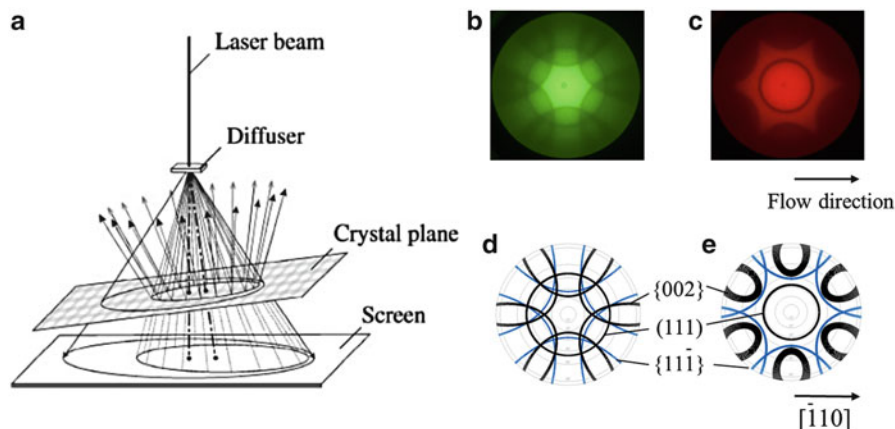 a
Laser beam
Diffuser
Crystal plane
Screen
b
c
Flow direction
d
e
{002}
(111)
{111̄}
[1̄10]